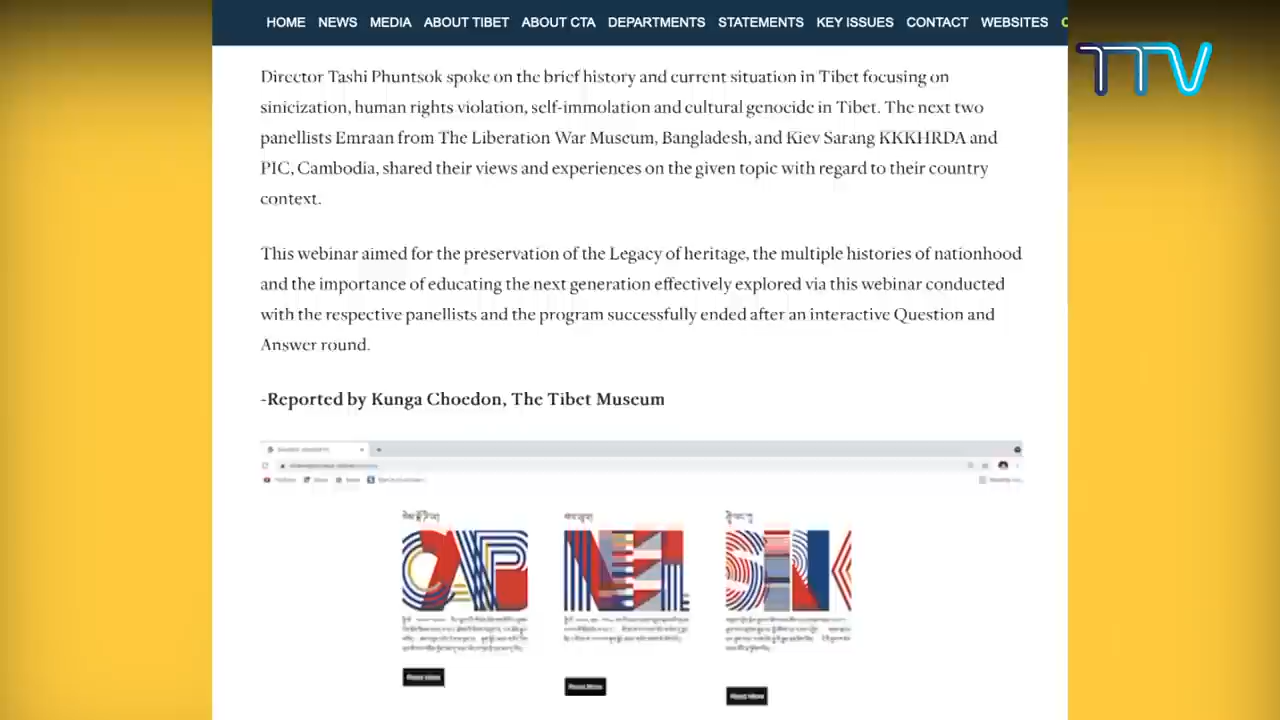 HOME NEWS MEDIA ABOUT TIBET ABOUT CTA DEPARTMENTS STATEMENTS KEY ISSUES CONTACT WEBSITES
TTV
Director Tashi Phuntsok spoke on the brief history and current situation in Tibet focusing on
sinicization, human rights violation, self-immolation and cultural genocide in Tibet. The next two
panellists Emraan from The Liberation War Museum, Bangladesh, and Kiev Sarang KKKHRDA and
PIC, Cambodia, shared their views and experiences on the given topic with regard to their country
context.
This webinar aimed for the preservation of the Legacy of heritage, the multiple histories of nationhood
and the importance of educating the next generation effectively explored via this webinar conducted
with the respective panellists and the program successfully ended after an interactive Question and
Answer round.
-Reported by Kunga Choedon, The Tibet Museum
Read More
Read More
Read More